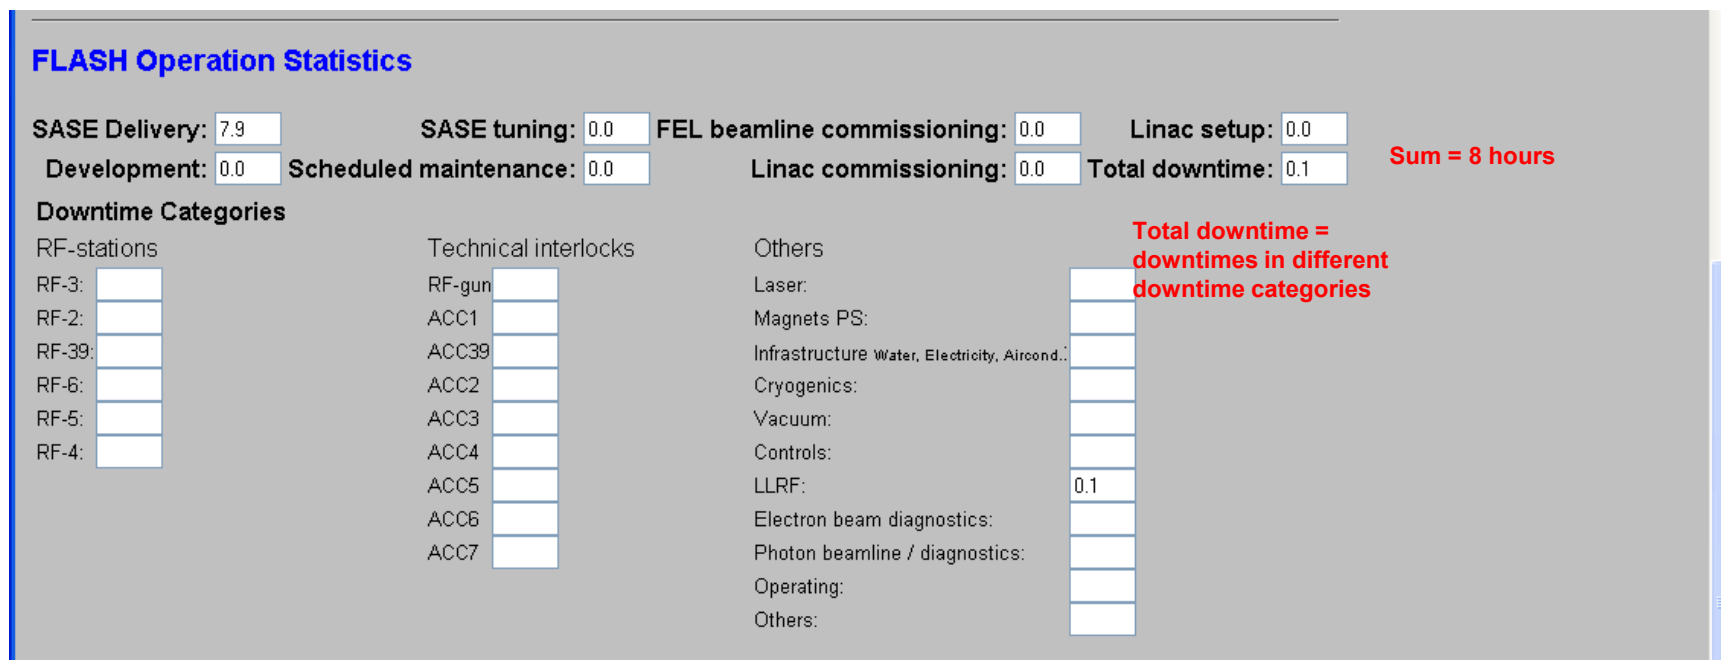 FLASH Operation Statistics
SASE Delivery: 7.9 SASE tuning: 0.0 FEL beamline commissioning: 0.0 Linac setup: 0.0
Development: 0.0 Scheduled maintenance: 0.0 Linac commissioning: 0.0 Total downtime: 0.1
Sum = 8 hours
Downtime Categories
Total downtime =
downtimes in different
downtime categories
RF-stations
RF-3:
RF-2:
RF-39:
RF-6:
RF-5:
RF-4:
Technical interlocks
RF-gun
ACC1
ACC39
ACC2
ACC3
ACC4
ACC5
ACC6
ACC7
Others
Laser:
Magnets PS:
Infrastructure Water, Electricity, Aircond.:
Cryogenics:
Vacuum:
Controls:
LLRF: 0.1
Electron beam diagnostics:
Photon beamline / diagnostics:
Operating:
Others: